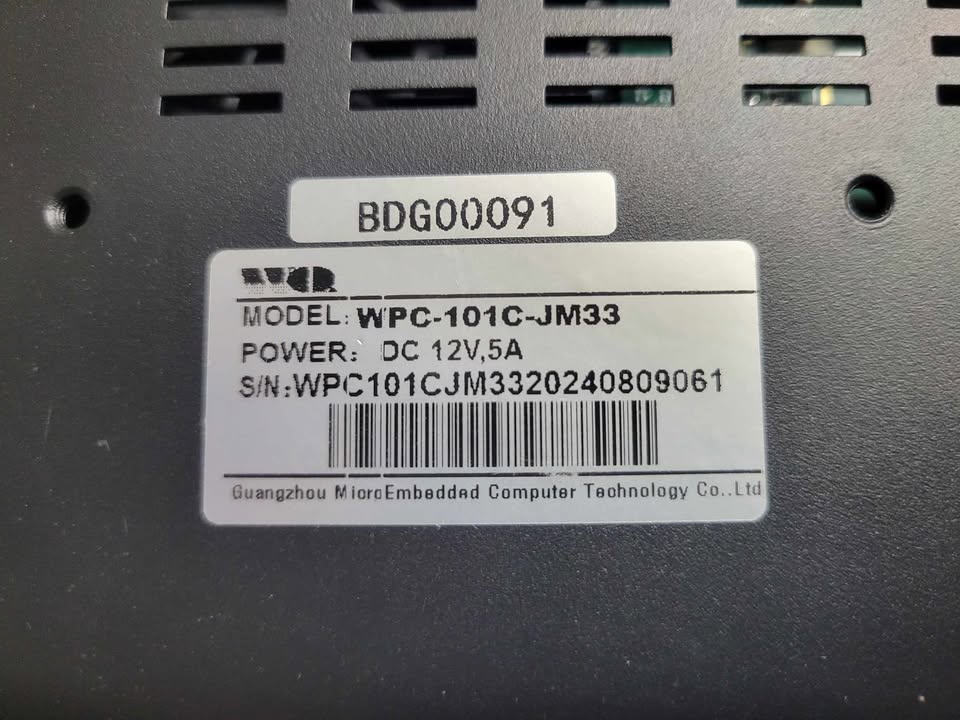 BDG00091
MODEL: WPC-101C-JM33
POWER: DC 12V,5A
S/N:WPC101CJM3320240809061
Guangzhou MicroEmbedded Computer Technology Co..Ltd